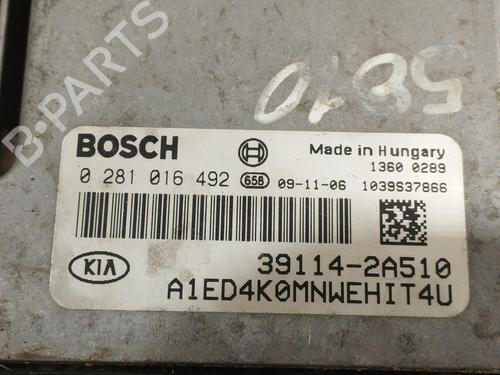 5810
B-PARTS
BOSCH
Made in Hungary
1360 0289
0 281 016 492 658 09-11-06 1039S37866
KIA
39114-2A510
A1ED4K0MNWEHIT4U